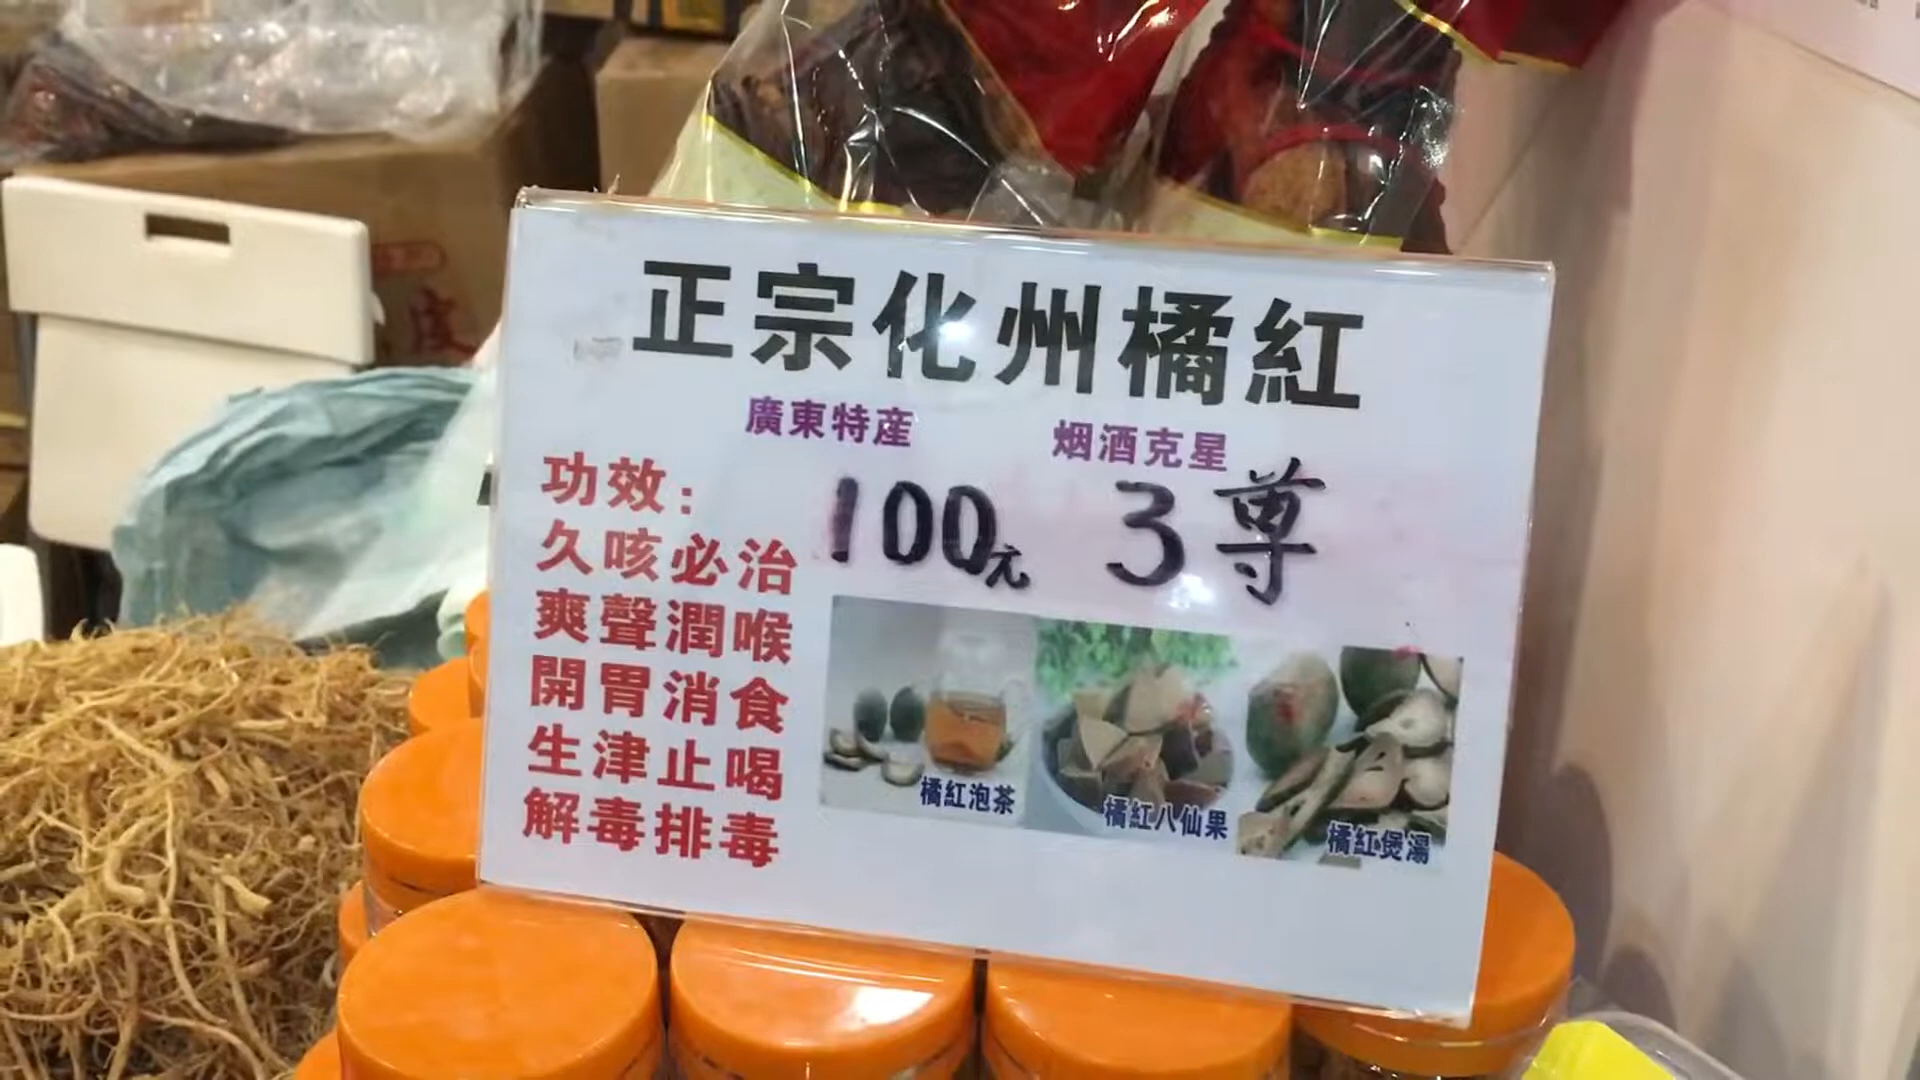 正宗化州橘紅
廣東特産 烟酒克星
100元 3尊
功效：
久咳必治
爽聲潤喉
開胃消食
生津止喝
解毒排毒
橘紅泡茶
橘紅八仙果
橘紅煲湯